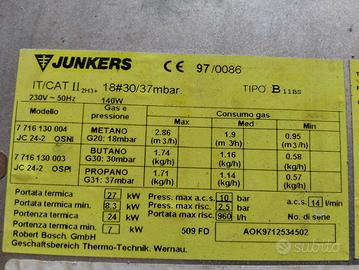 JUNKERS CE 97/0086
IT/CAT II 2H3+ 18#30/37mbar. TIPO B 11BS
230V ~ 50Hz 140W
Modello Gas e pressione Consumo gas
Max Med Min
7 716 130 004 METANO 2.86 1.9 0.95
JC 24-2 OSNI G20: 18mbar (m3/h) (m3/h) (m3/h)
7 716 130 003 BUTANO 1.74 1.16 0.58
JC 24-2 OSPI G30: 30mbar (kg/h) (kg/h) (kg/h)
PROPANO 1.71 1.14 0.57
G31: 37mbar (kg/h) (kg/h) (kg/h)
Portata termica 27 kW Press. max a.c.s. 10 bar a.c.s. 14 l/min
Portata termica min. 8.3 kW Press. max risc. 2,5 bar
Potenza termica 24 kW Portata max risc. 960 l/h No. di serie
Potenza termica min. 7 kW
Robert Bosch. GmbH 509 FD AOK9712534502
Geschäftsbereich Thermo-Technik. Wernau.
subito